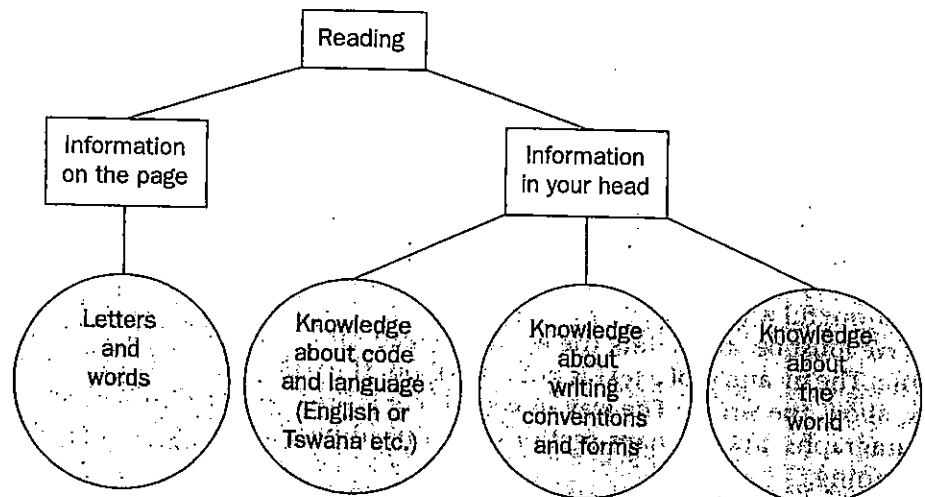 Reading
Information
on the page
Information
in your head
Letters
and
words
Knowledge
about code
and language
(English or
Tswana etc.)
Knowledge
about
writing
conventions
and forms
Knowledge
about
the
world